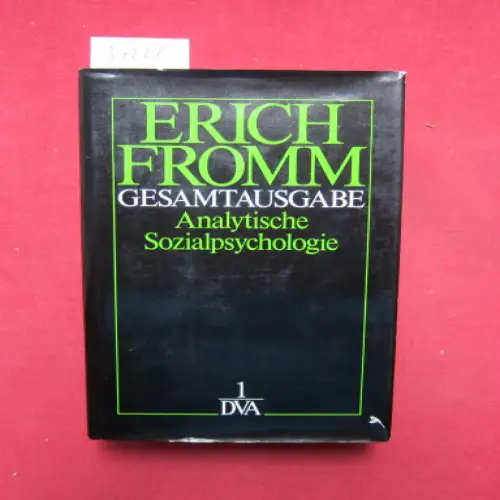 ERICH
FROMM
GESAMTAUSGABE
Analytische
Sozialpsychologie
1
DVA